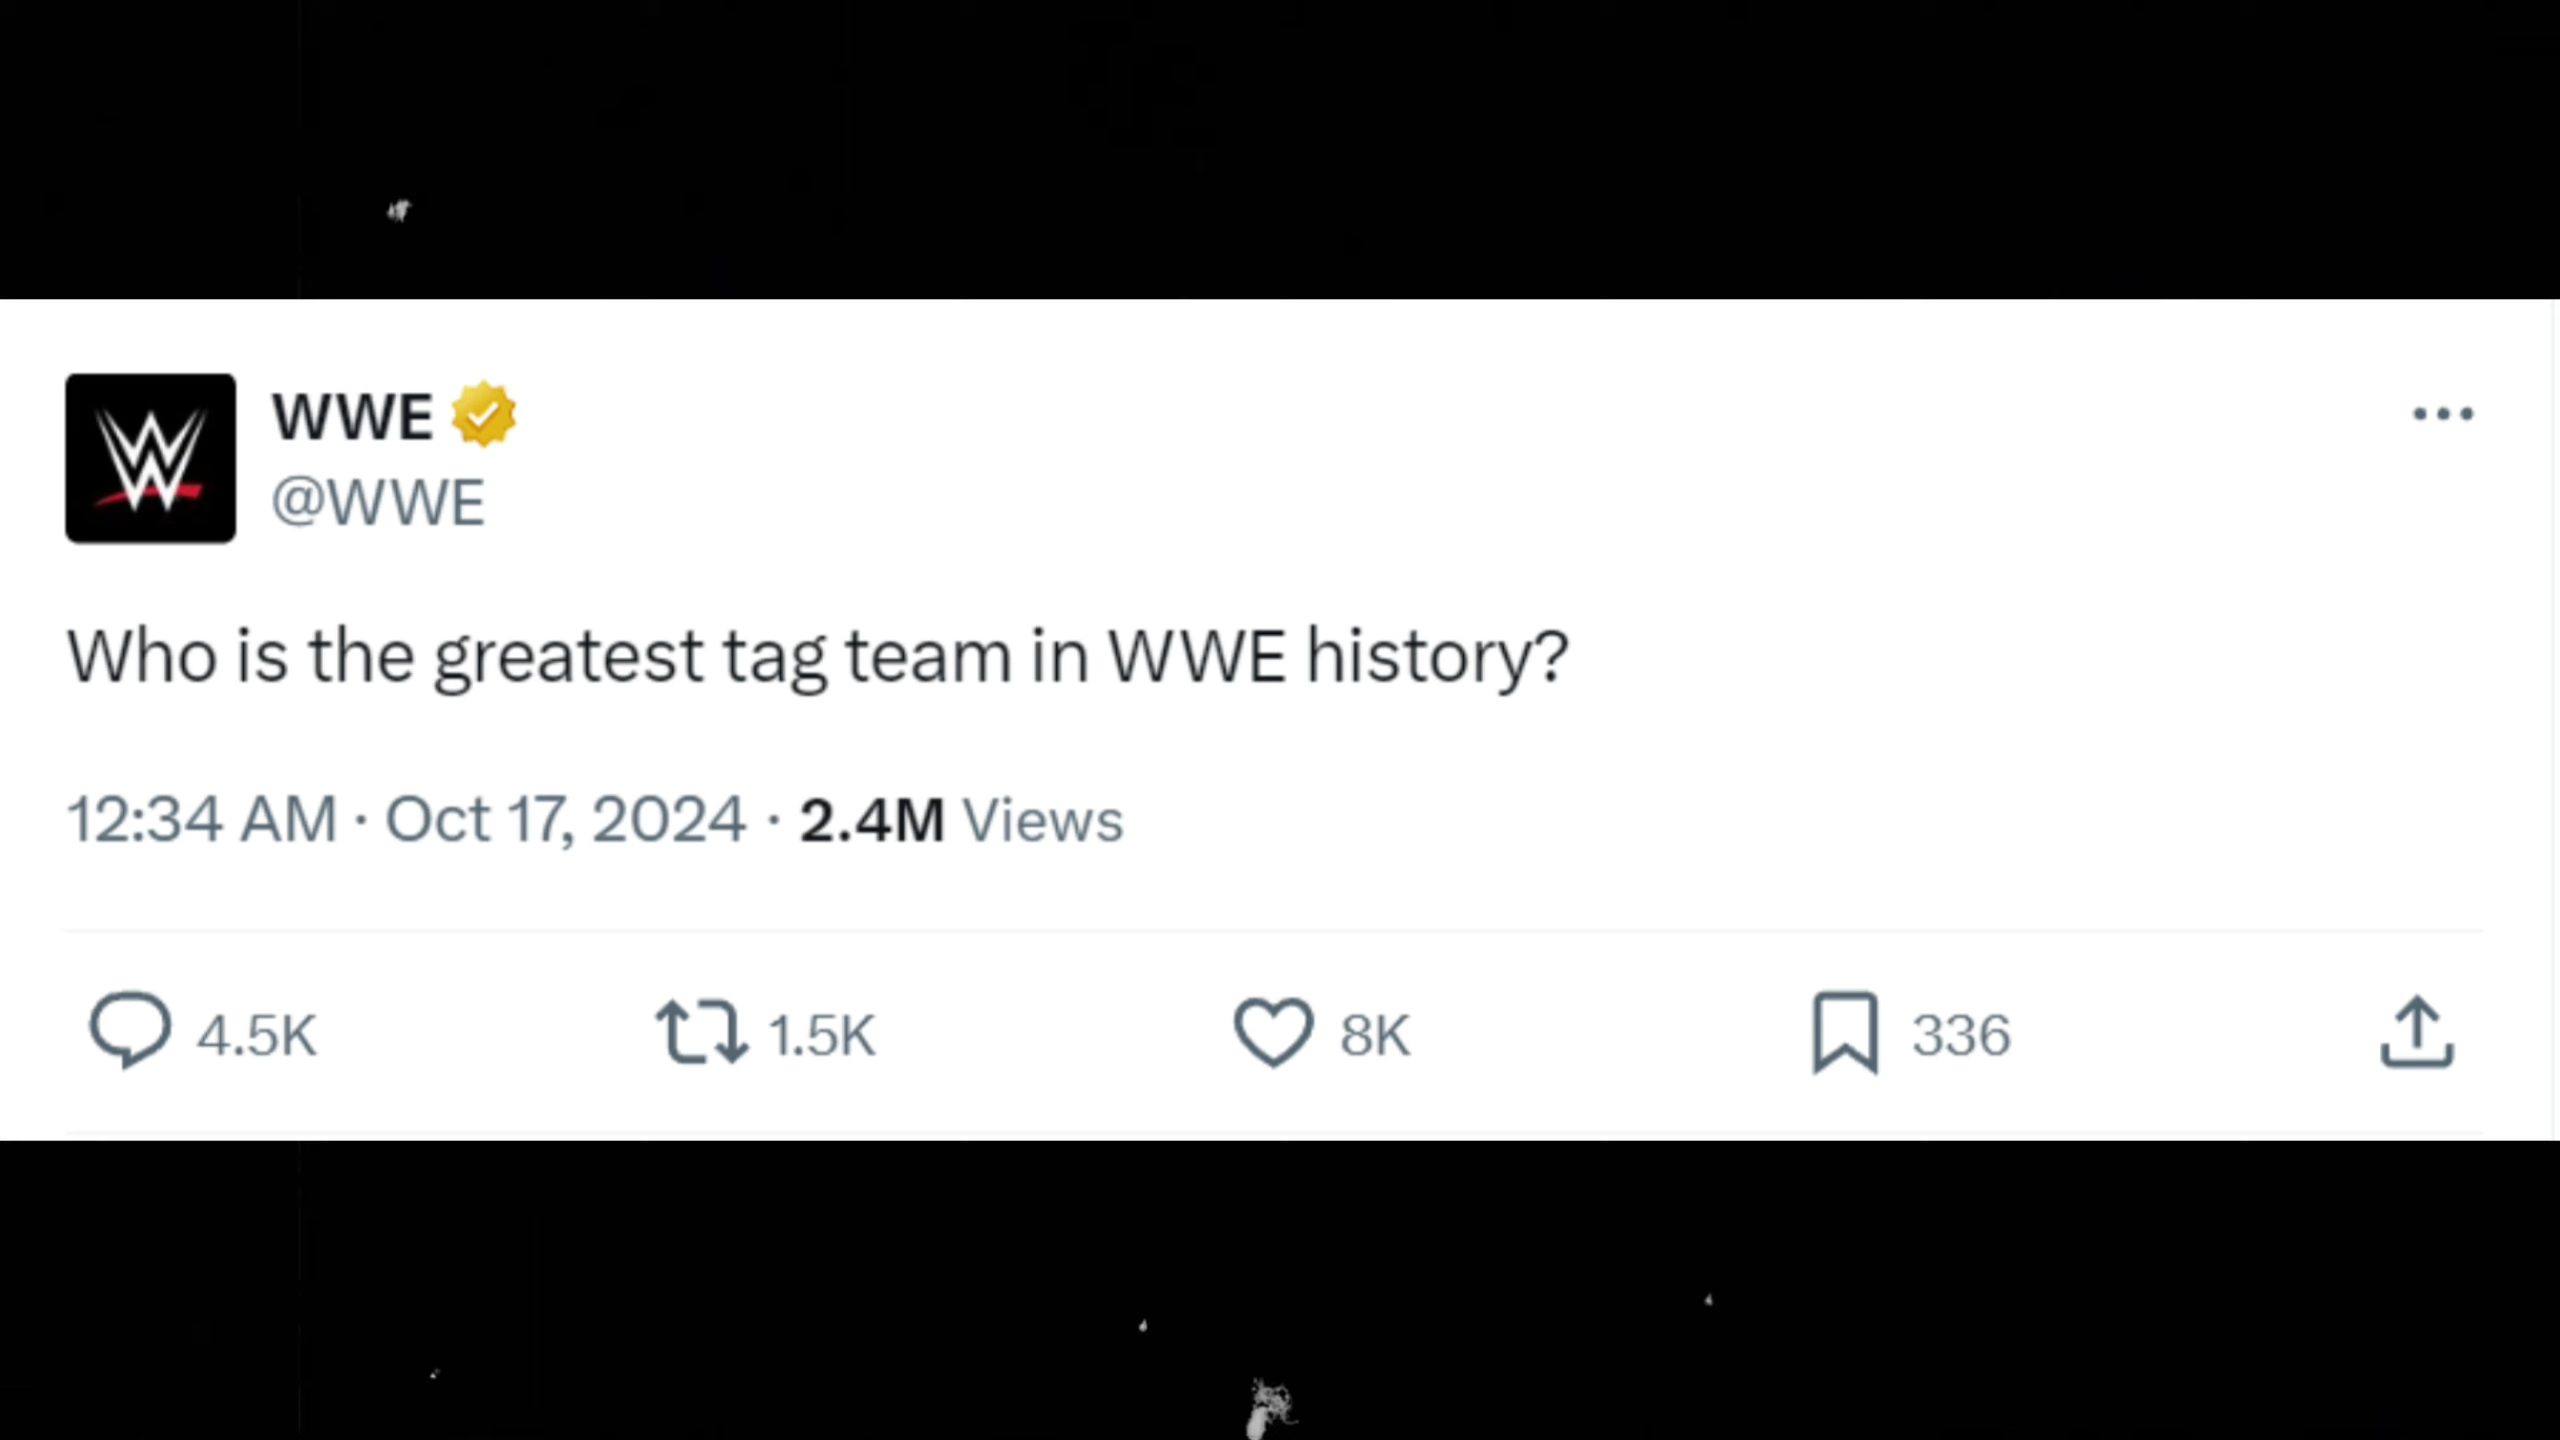 WWE
@WWE
Who is the greatest tag team in WWE history?
12:34 AM · Oct 17, 2024 · 2.4M Views
4.5K 1.5K 8K 336